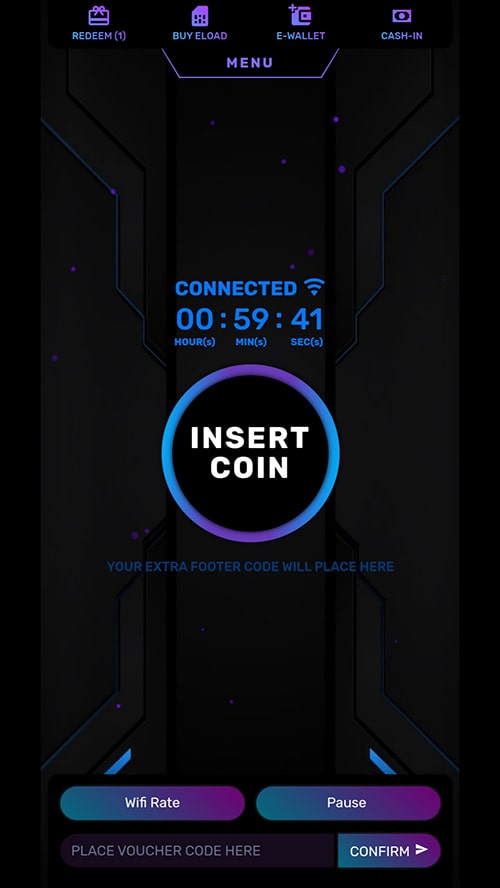 REDEEM (1) BUY ELOAD E-WALLET CASH-IN
MENU
CONNECTED
00 : 59 : 41
HOUR(s) MIN(s) SEC(s)
INSERT
COIN
YOUR EXTRA FOOTER CODE WILL PLACE HERE
Wifi Rate Pause
PLACE VOUCHER CODE HERE CONFIRM